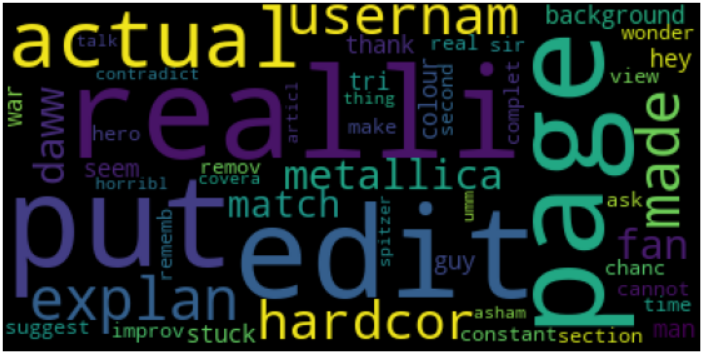 actual
usernam
background
wonder
talk
thank
real
sir
hey
contradict
view
war
daww
realli
tri
thing
colour
second
complet
page
hero
make
articl
made
seem
remov
metallica
horribl
covera
match
put
edit
rememb
spitzer
umm
ask
fan
guy
chanc
explan
hardcor
cannot
asham
time
suggest
improv
stuck
constant
section
man